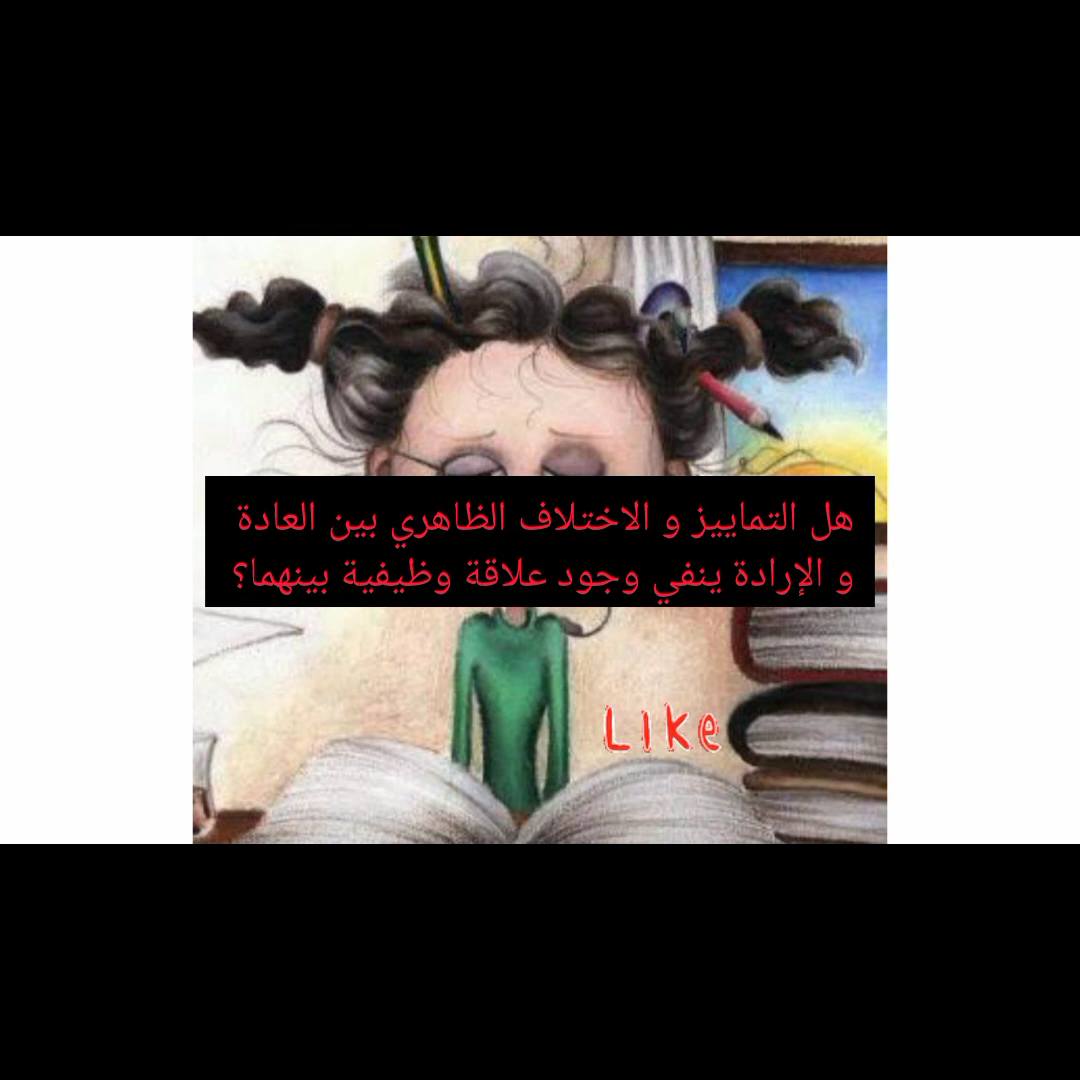 هل التماييز و الاختلاف الظاهري بين العادة
و الإرادة ينفي وجود علاقة وظيفية بينهما؟
Like